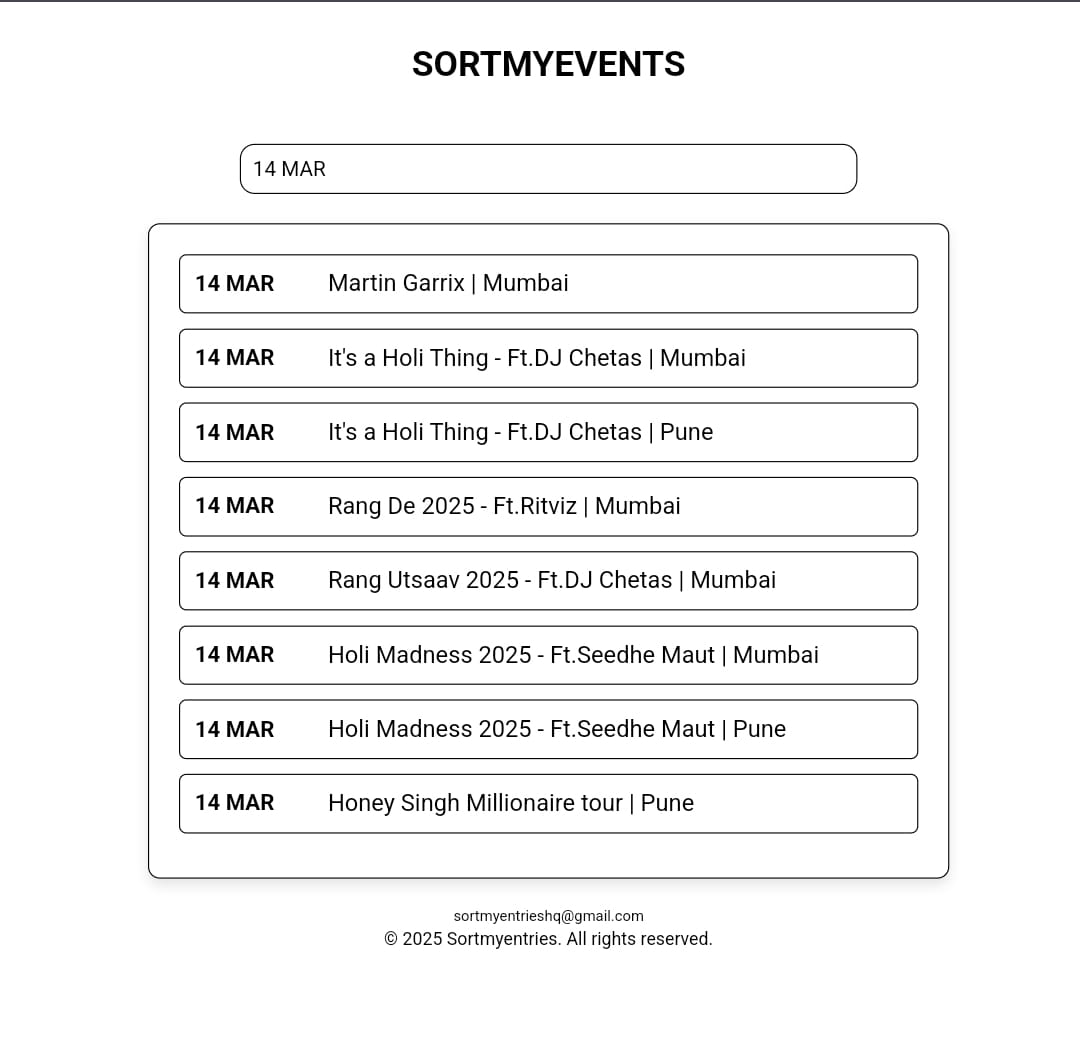 SORTMYEVENTS
14 MAR
14 MAR Martin Garrix | Mumbai
14 MAR It's a Holi Thing - Ft.DJ Chetas | Mumbai
14 MAR It's a Holi Thing - Ft.DJ Chetas | Pune
14 MAR Rang De 2025 - Ft.Ritviz | Mumbai
14 MAR Rang Utsaav 2025 - Ft.DJ Chetas | Mumbai
14 MAR Holi Madness 2025 - Ft.Seedhe Maut | Mumbai
14 MAR Holi Madness 2025 - Ft.Seedhe Maut | Pune
14 MAR Honey Singh Millionaire tour | Pune
sortmyentrieshq@gmail.com
© 2025 Sortmyentries. All rights reserved.